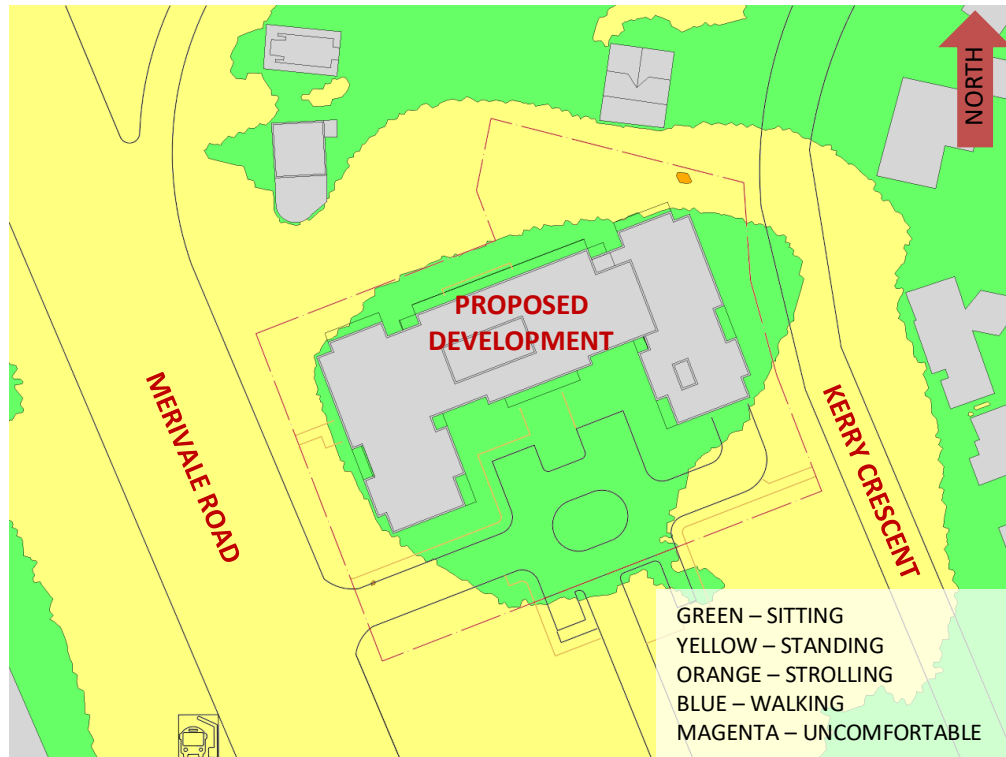 NORTH
PROPOSED
DEVELOPMENT
MERIVALE ROAD
KERRY CRESCENT
GREEN – SITTING
YELLOW – STANDING
ORANGE – STROLLING
BLUE – WALKING
MAGENTA – UNCOMFORTABLE